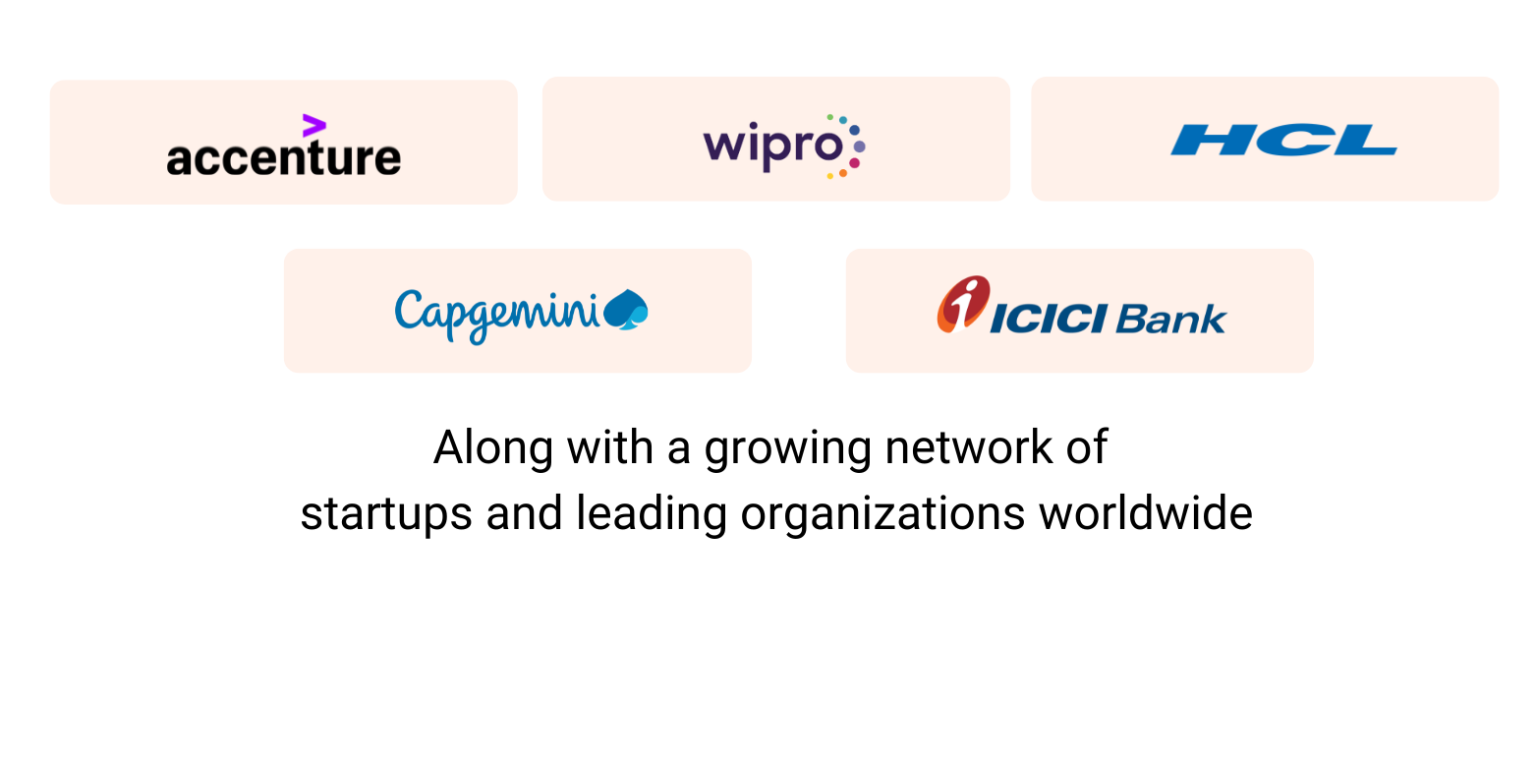 accenture
wipro
HCL
Capgemini
ICICI Bank
Along with a growing network of
startups and leading organizations worldwide